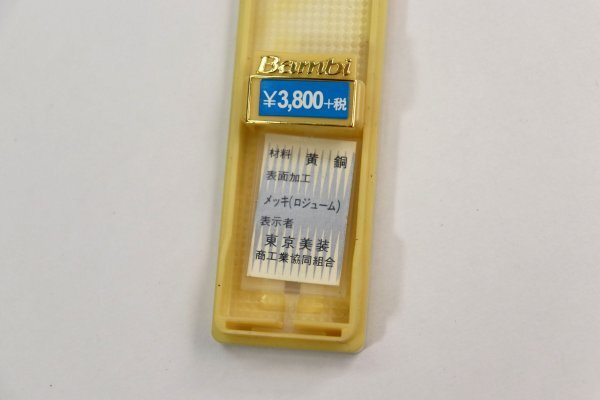 Bambi
¥3,800+税
材料 黄銅
表面加工
メッキ(ロジューム)
表示者
東京美装
商工業協同組合